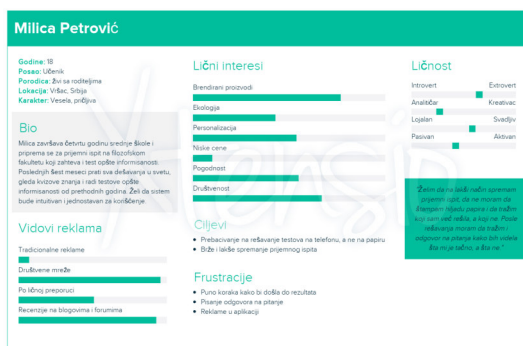 Milica Petrović
Godine: 18
Posao: Učenik
Porodica: živi sa roditeljima
Lokacija: Vršac, Srbija
Karakter: Vesela, pričljiva
Bio
Milica završava četvrtu godinu srednje škole i
priprema se za prijemni ispit na filozofskom
fakultetu koji zahteva i test opšte informisanosti.
Poslednjih šest meseci prati sva dešavanja u svetu,
gleda kvizove znanja i radi testove opšte
informisanosti od prethodnih godina. Želi da sistem
bude intuitivan i jednostavan za korišćenje.
Vidovi reklama
Tradicionalne reklame
Društvene mreže
Po ličnoj preporuci
Recenzije na blogovima i forumima
Lični interesi
Brendirani proizvodi
Ekologija
Personalizacija
Niske cene
Pogodnost
Društvenost
Ciljevi
• Prebacivanje na rešavanje testova na telefonu, a ne na papiru
• Brže i lakše spremanje prijemnog ispita
Frustracije
• Puno koraka kako bi došla do rezultata
• Pisanje odgovora na pitanje
• Reklame u aplikaciji
Ličnost
Introvert Estrovert
Analitičar Kreativac
Lojalan Svadljiv
Pasivan Aktivan
"Želim da na lakši način spremam
prijemni ispit, da ne moram da
štampam hiljadu papira i da tražim
koji sam već rešila, a koji ne. Posle
rešavanja moram da tražim i
odgovor na pitanje kako bih videla
šta mi je tačno, a šta ne."